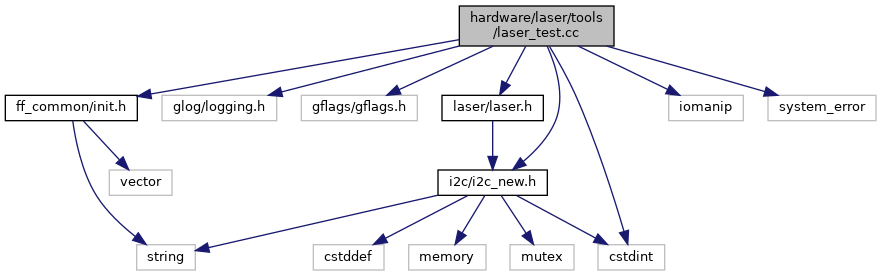 hardware/laser/tools
/laser_test.cc
ff_common/init.h
glog/logging.h
gflags/gflags.h
laser/laser.h
iomanip
system_error
vector
i2c/i2c_new.h
string
cstddef
memory
mutex
cstdint